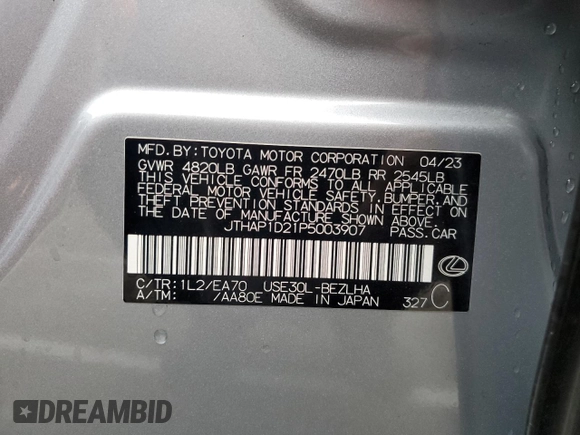 MFD. BY: TOYOTA MOTOR CORPORATION 04/23
GVWR 4820LB GAWR FR 2470LB RR 2545LB
THIS VEHICLE CONFORMS TO ALL APPLICABLE
FEDERAL MOTOR VEHICLE SAFETY, BUMPER, AND
THEFT PREVENTION STANDARDS IN EFFECT ON
THE DATE OF MANUFACTURE SHOWN ABOVE.
JTHAP1D21P5003907 PASS.CAR
C/TR: 1L2/EA70 USE30L-BEZLHA
A/TM: /AA80E MADE IN JAPAN 327 C
DREAMBID